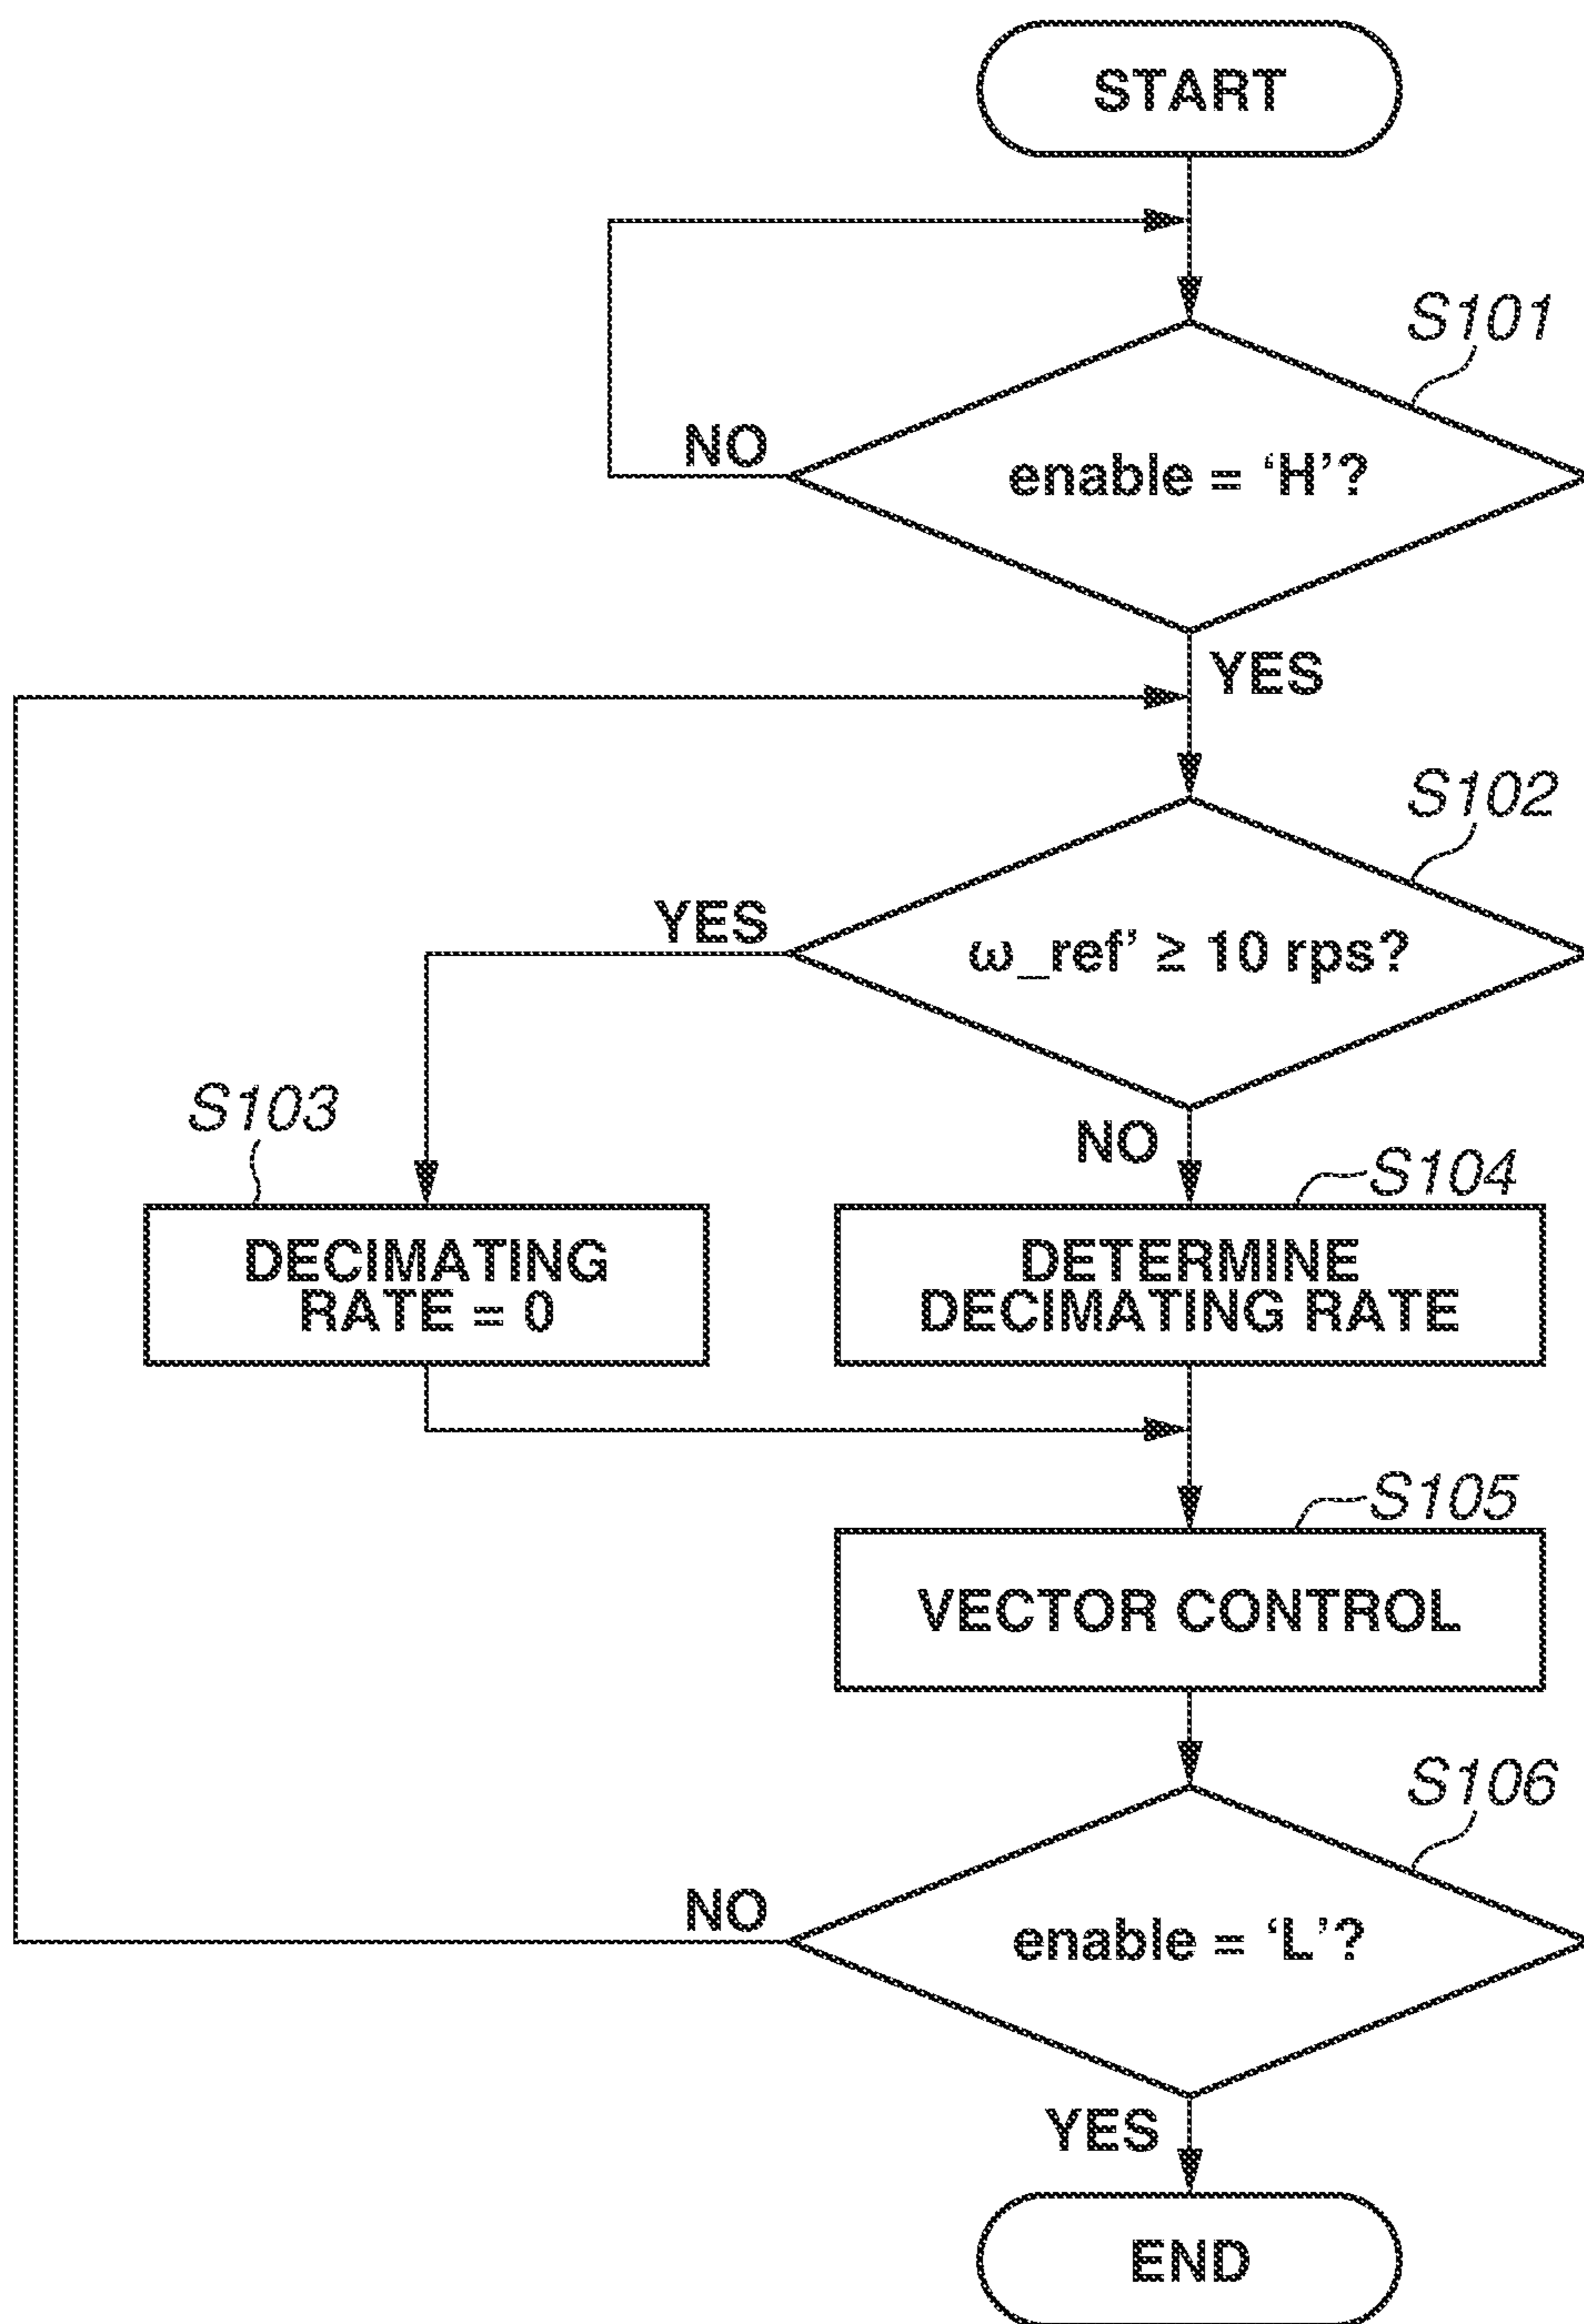 START
S101
NO
enable = ‘H’?
YES
S102
YES
ω_ref’ ≥ 10 rps?
S103
NO
S104
DECIMATING
RATE = 0
DETERMINE
DECIMATING RATE
S105
VECTOR CONTROL
S106
NO
enable = ‘L’?
YES
END